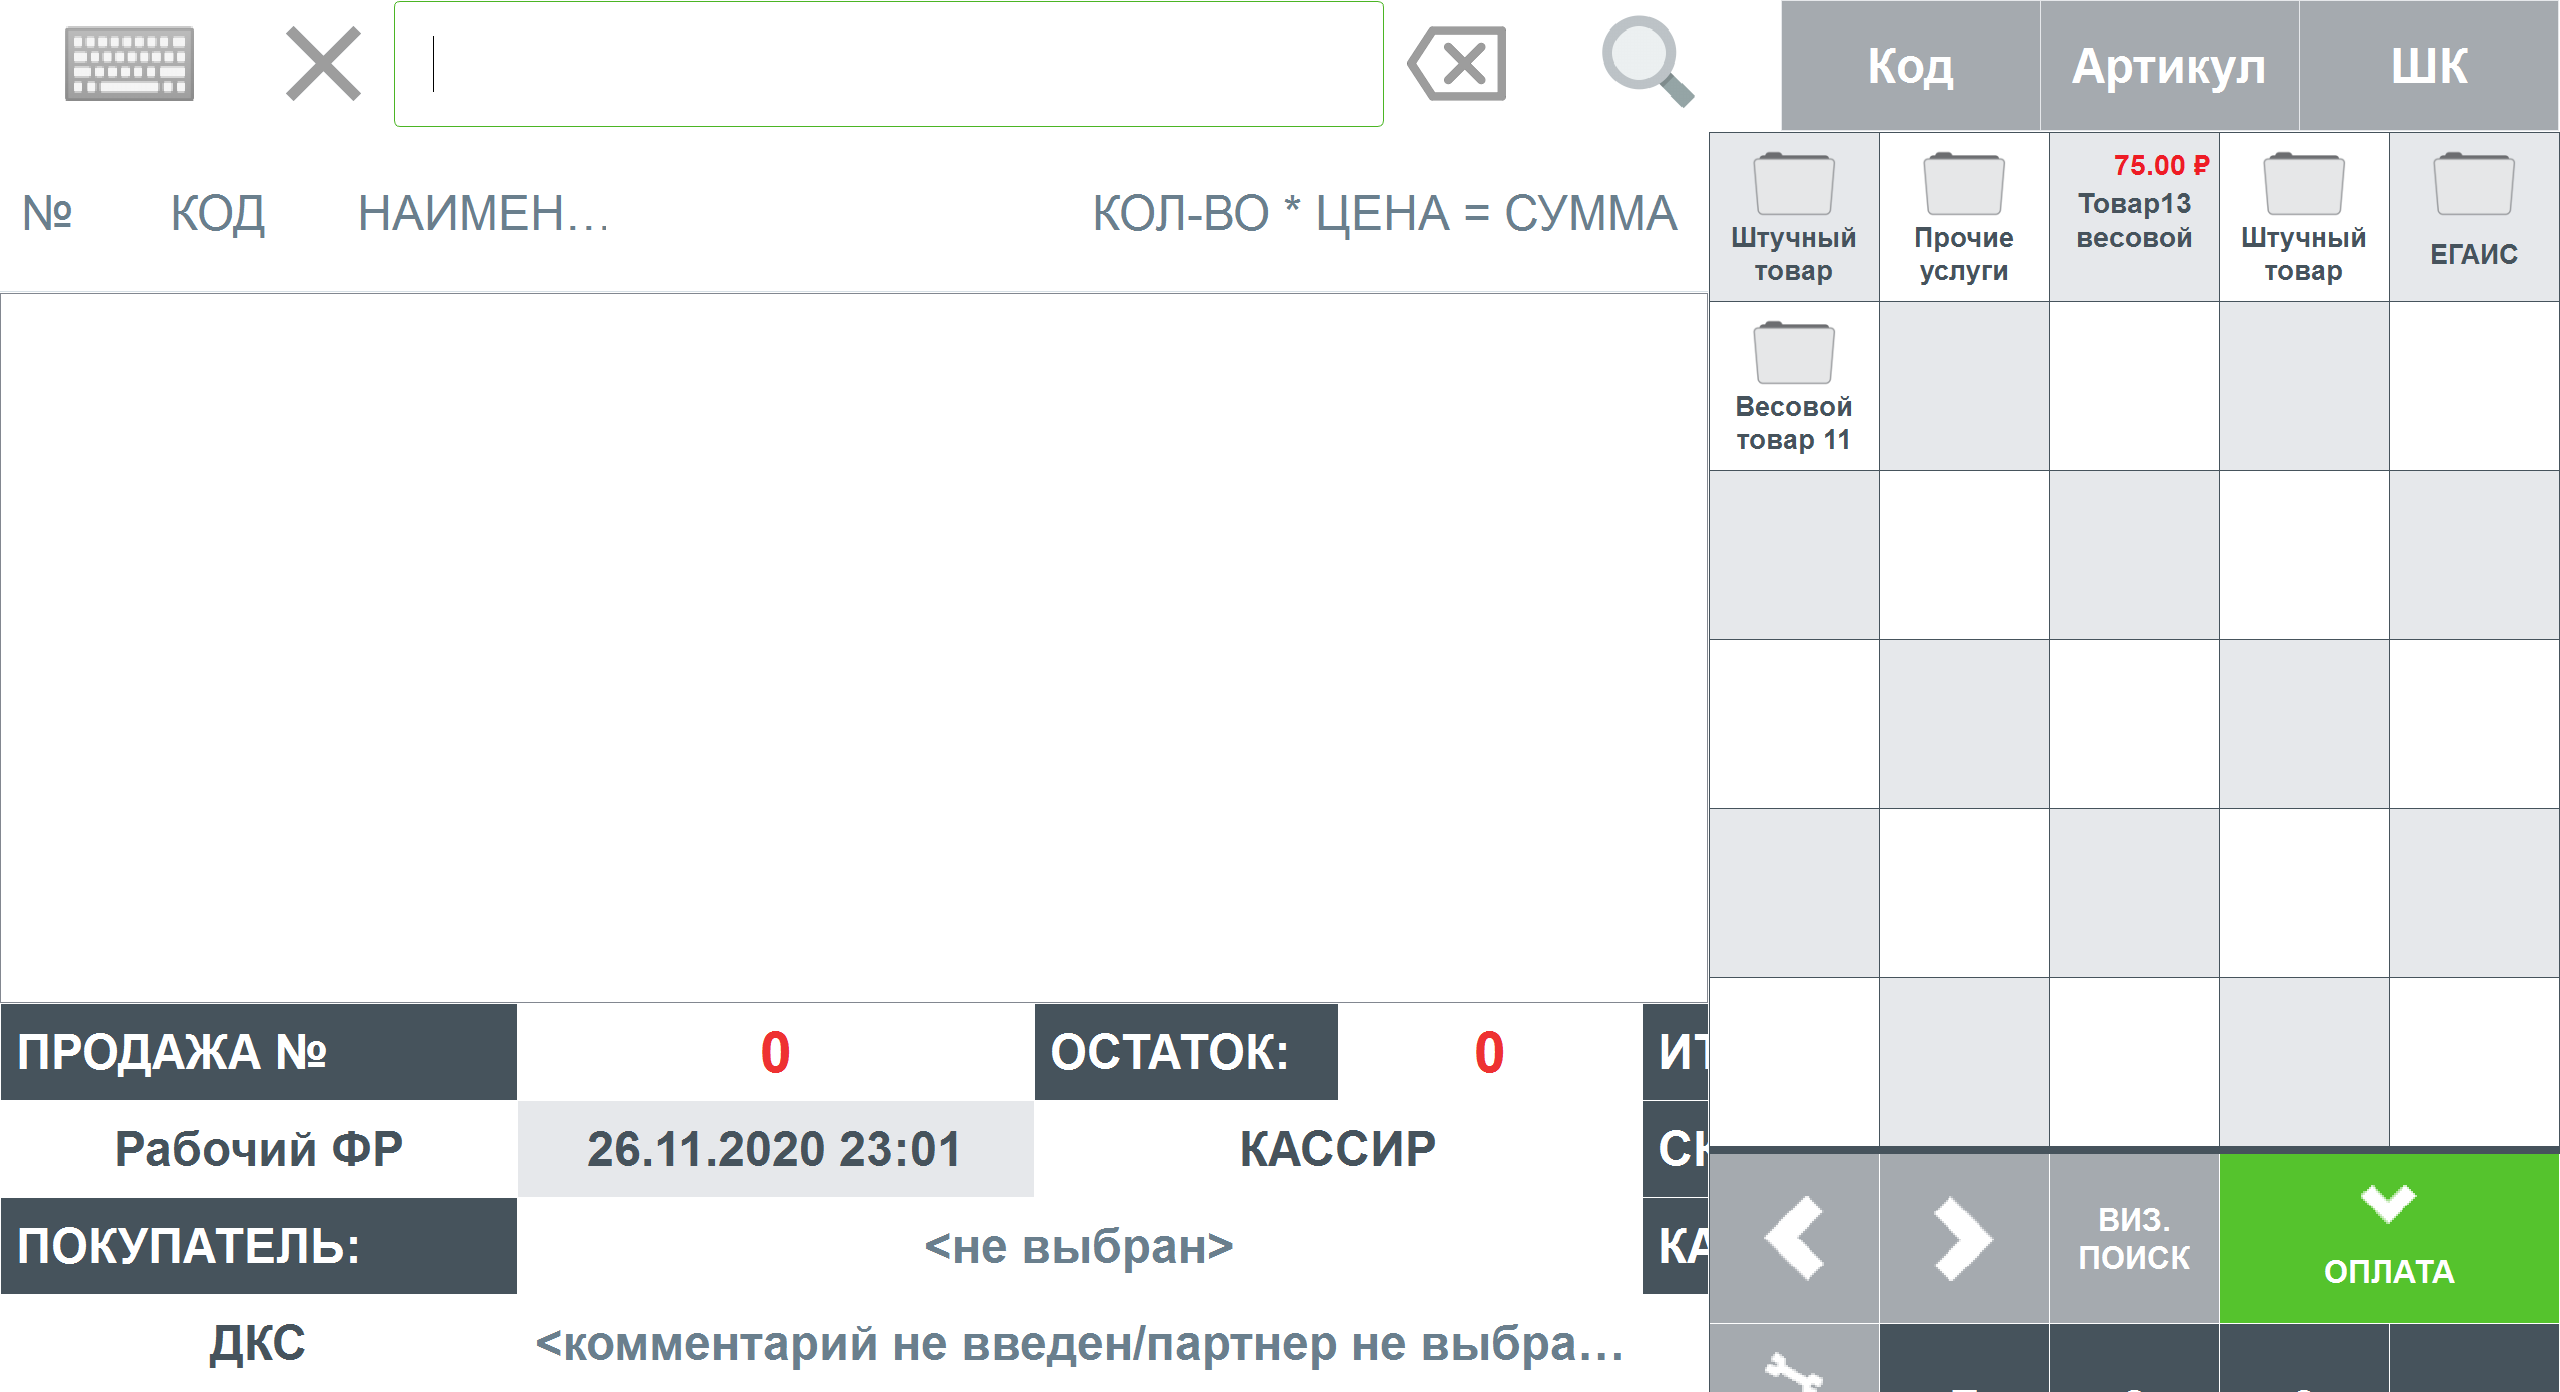 Код Артикул ШК
№ КОД НАИМЕН… КОЛ-ВО * ЦЕНА = СУММА
Штучный
товар
Прочие
услуги
75.00 ₽
Товар13
весовой
Штучный
товар
ЕГАИС
Весовой
товар 11
ПРОДАЖА № 0 ОСТАТОК: 0 ИТ
Рабочий ФР 26.11.2020 23:01 КАССИР СК
ПОКУПАТЕЛЬ: <не выбран> КА
ДКС <комментарий не введен/партнер не выбра…
ВИЗ.
ПОИСК
ОПЛАТА